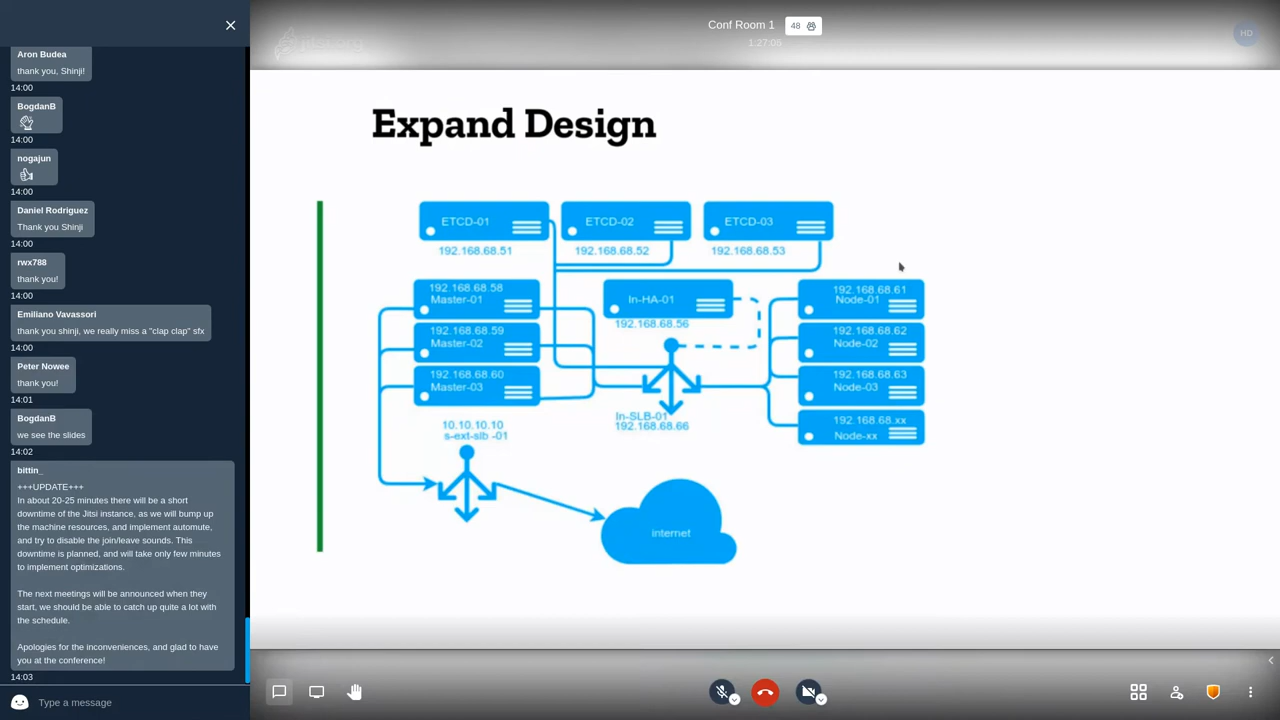 Aron Budea
thank you, Shinji!
14:00
BogdanB
14:00
nogajun
14:00
Daniel Rodriguez
Thank you Shinji
14:00
rwx788
thank you!
14:00
Emiliano Vavassori
thank you shinji, we really miss a "clap clap" sfx
14:00
Peter Nowee
thank you!
14:01
BogdanB
we see the slides
14:02
bittin_
+++UPDATE+++
In about 20-25 minutes there will be a short
downtime of the Jitsi instance, as we will bump up
the machine resources, and implement automute,
and try to disable the join/leave sounds. This
downtime is planned, and will take only few minutes
to implement optimizations.
The next meetings will be announced when they
start, we should be able to catch up quite a lot with
the schedule.
Apologies for the inconveniences, and glad to have
you at the conference!
14:03
Type a message
jitsi.org
Conf Room 1
48
1:27:05
HD
Expand Design
ETCD-01
192.168.68.51
ETCD-02
192.168.68.52
ETCD-03
192.168.68.53
192.168.68.58
Master-01
192.168.68.59
Master-02
192.168.68.60
Master-03
In-HA-01
192.168.68.56
192.168.68.61
Node-01
192.168.68.62
Node-02
192.168.68.63
Node-03
192.168.68.xx
Node-xx
In-SLB-01
192.168.68.66
10.10.10.10
s-ext-slb -01
internet